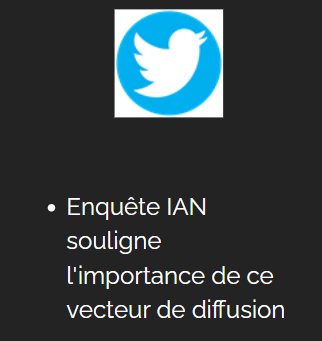 • Enquête IAN
souligne
l'importance de ce
vecteur de diffusion